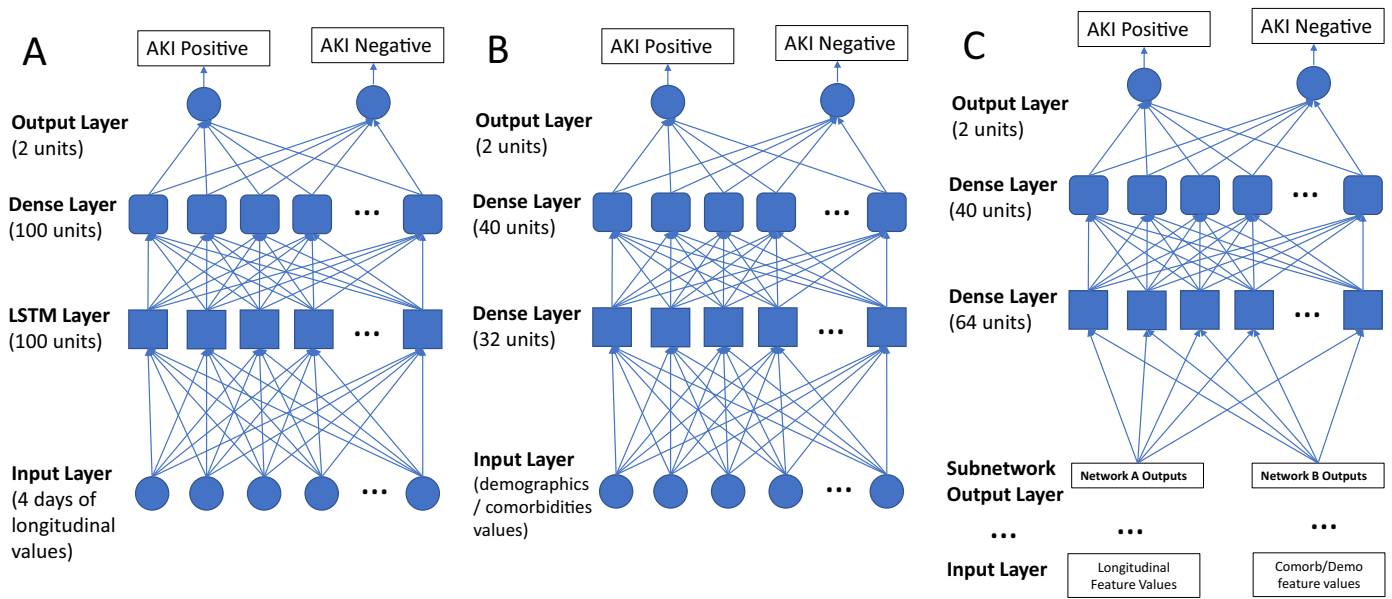 A
AKI Positive
AKI Negative
Output Layer
(2 units)
Dense Layer
(100 units)
...
LSTM Layer
(100 units)
...
Input Layer
(4 days of
longitudinal
values)
...
B
AKI Positive
AKI Negative
Output Layer
(2 units)
Dense Layer
(40 units)
...
Dense Layer
(32 units)
...
Input Layer
(demographics
/ comorbidities
values)
...
C
AKI Positive
AKI Negative
Output Layer
(2 units)
Dense Layer
(40 units)
...
Dense Layer
(64 units)
...
Subnetwork
Output Layer
Network A Outputs
Network B Outputs
...
...
...
Input Layer
Longitudinal
Feature Values
Comorb/Demo
feature values